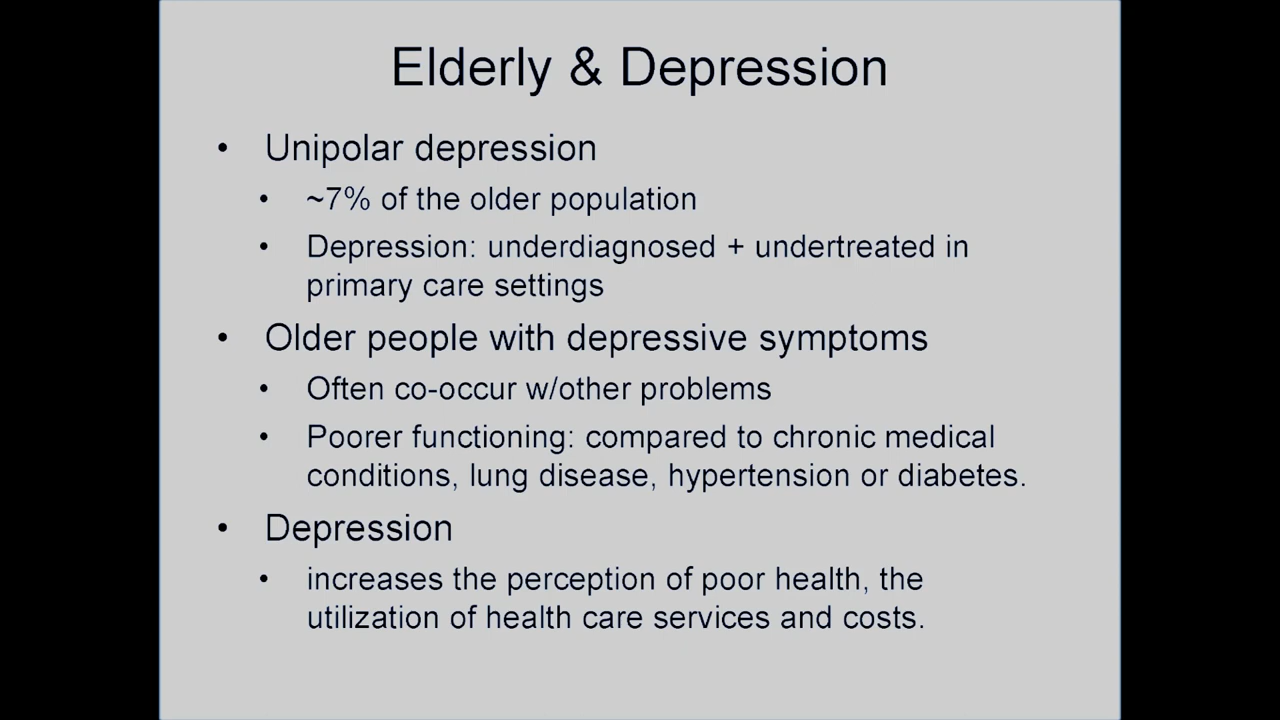 Elderly & Depression
• Unipolar depression
• ~7% of the older population
• Depression: underdiagnosed + undertreated in
primary care settings
• Older people with depressive symptoms
• Often co-occur w/other problems
• Poorer functioning: compared to chronic medical
conditions, lung disease, hypertension or diabetes.
• Depression
• increases the perception of poor health, the
utilization of health care services and costs.